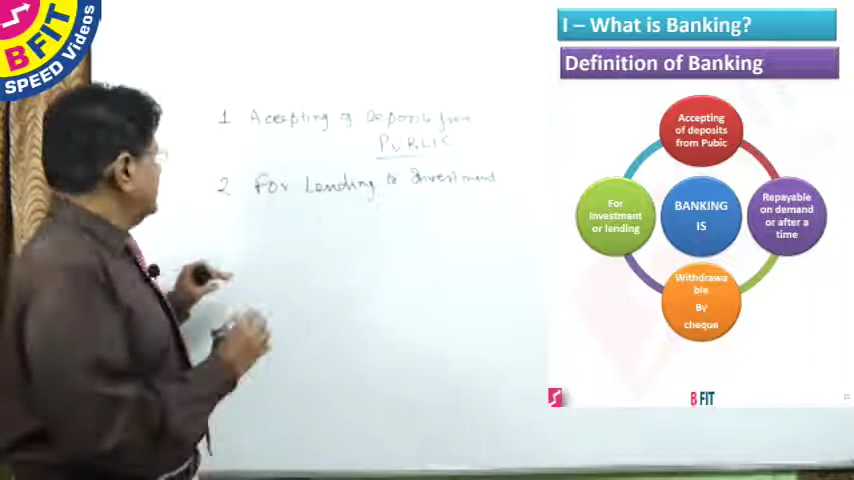 BFIT
SPEED Videos
1 Accepting of Deposits from
PUBLIC
2 For Lending & Investment
I – What is Banking?
Definition of Banking
Accepting
of deposits
from Pubic
For
Investment
or lending
BANKING
IS
Repayable
on demand
or after a
time
Withdrawa
ble
By
cheque
B FIT